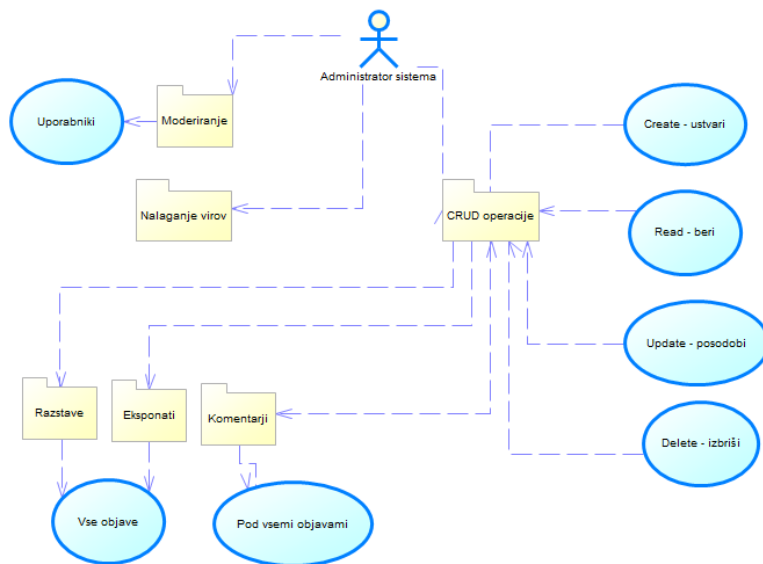 Administrator sistema
Uporabniki
Moderiranje
Create - ustvari
Nalaganje virov
CRUD operacije
Read - beri
Update - posodobi
Razstave
Eksponati
Komentarji
Delete - izbriši
Vse objave
Pod vsemi objavami